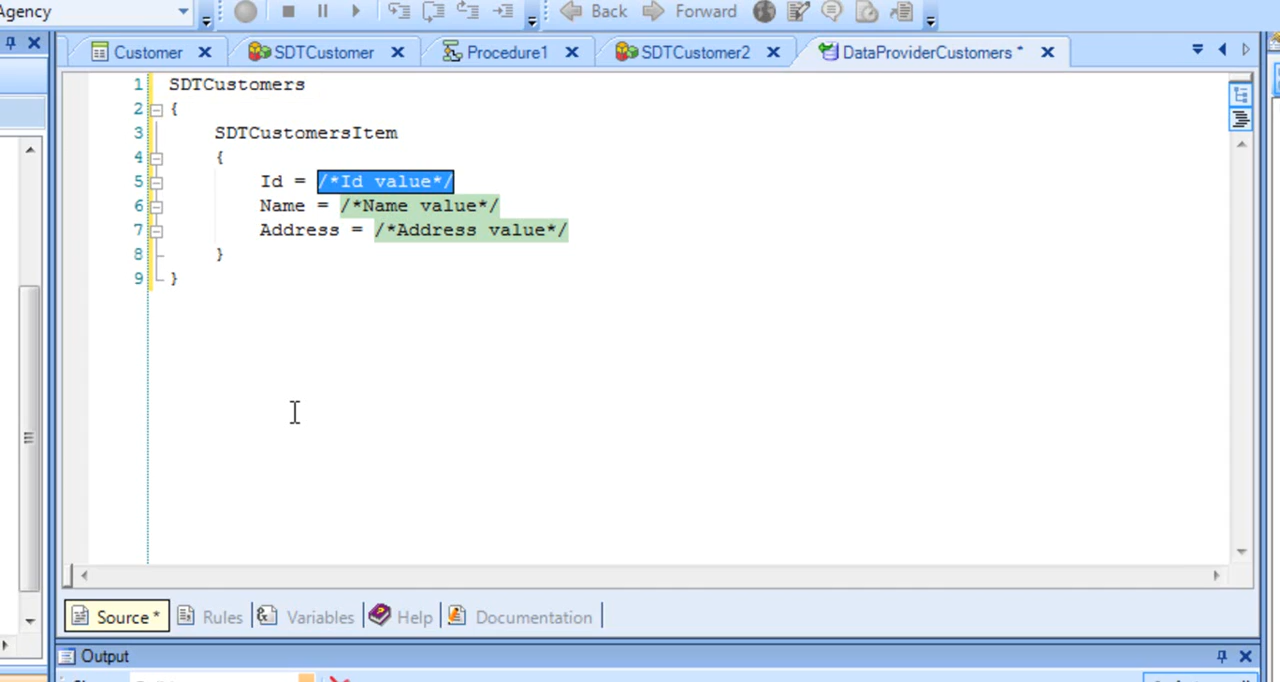 Agency Back Forward
Customer SDTCustomer Procedure1 SDTCustomer2 DataProviderCustomers *
1 SDTCustomers
2 {
3 SDTCustomersItem
4 {
5 Id = /*Id value*/
6 Name = /*Name value*/
7 Address = /*Address value*/
8 }
9 }
Source * Rules Variables Help Documentation
Output